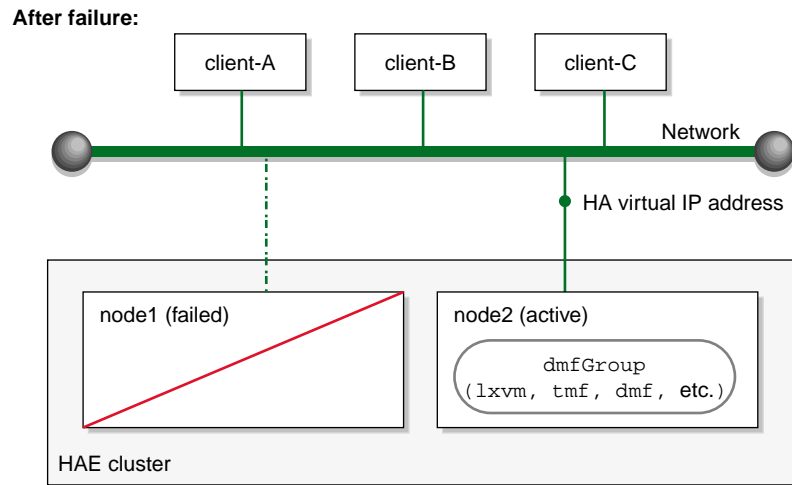 After failure:
client-A
client-B
client-C
Network
HA virtual IP address
node1 (failed)
node2 (active)
dmfGroup
(lxvm, tmf, dmf, etc.)
HAE cluster